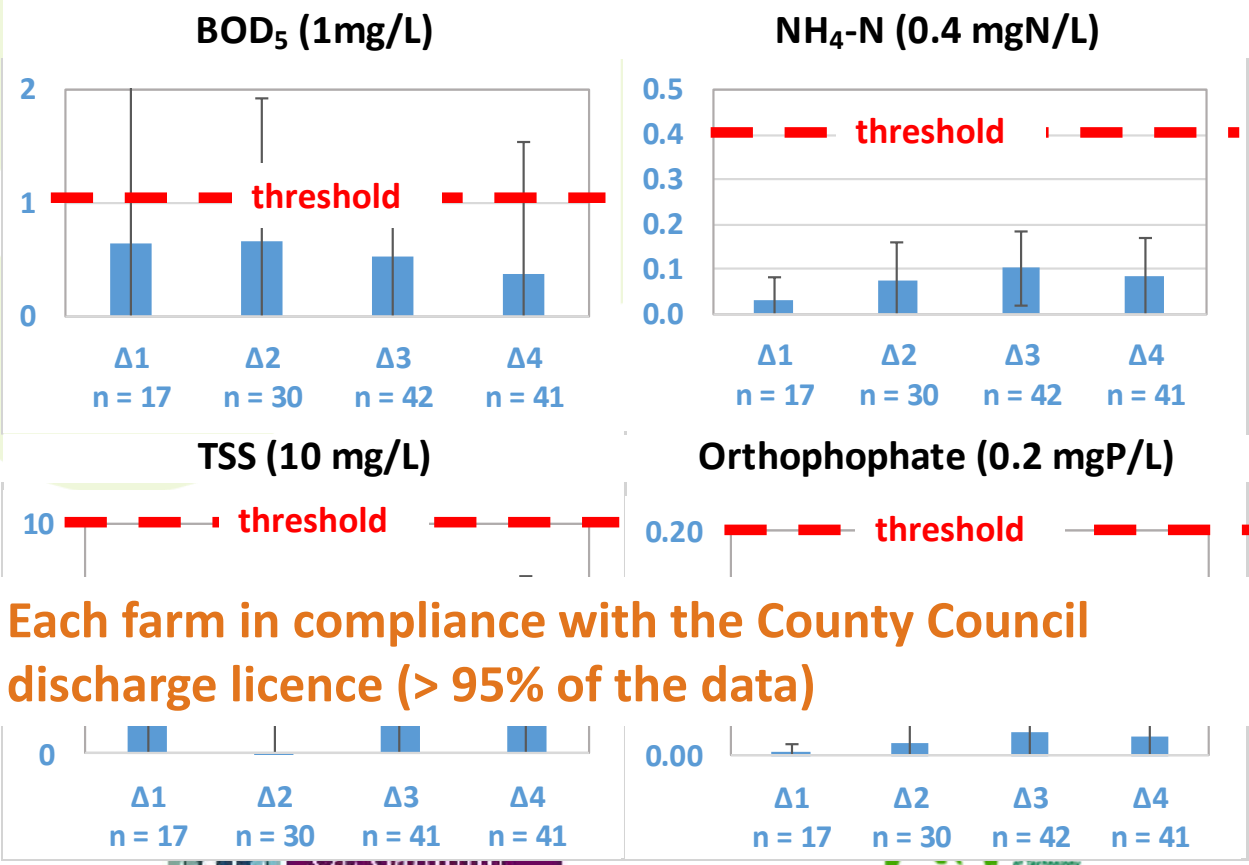 BOD₅ (1mg/L)
2
1
0
threshold
Δ1 Δ2 Δ3 Δ4
n = 17 n = 30 n = 42 n = 41
NH₄-N (0.4 mgN/L)
0.5
0.4
0.3
0.2
0.1
0.0
threshold
Δ1 Δ2 Δ3 Δ4
n = 17 n = 30 n = 42 n = 41
TSS (10 mg/L)
10
threshold
Orthophophate (0.2 mgP/L)
0.20
threshold
Each farm in compliance with the County Council
discharge licence (> 95% of the data)
0
Δ1 Δ2 Δ3 Δ4
n = 17 n = 30 n = 41 n = 41
0.00
Δ1 Δ2 Δ3 Δ4
n = 17 n = 30 n = 42 n = 41